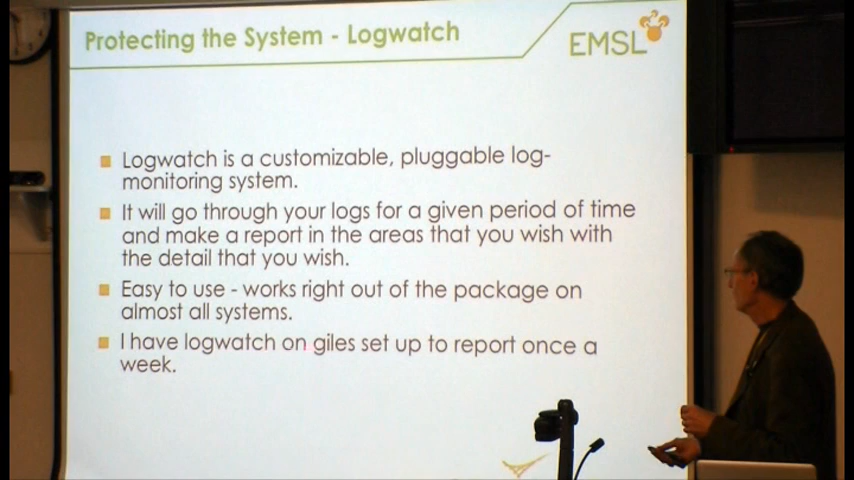 Protecting the System - Logwatch
EMSL
Logwatch is a customizable, pluggable log-
monitoring system.
It will go through your logs for a given period of time
and make a report in the areas that you wish with
the detail that you wish.
Easy to use - works right out of the package on
almost all systems.
I have logwatch on giles set up to report once a
week.